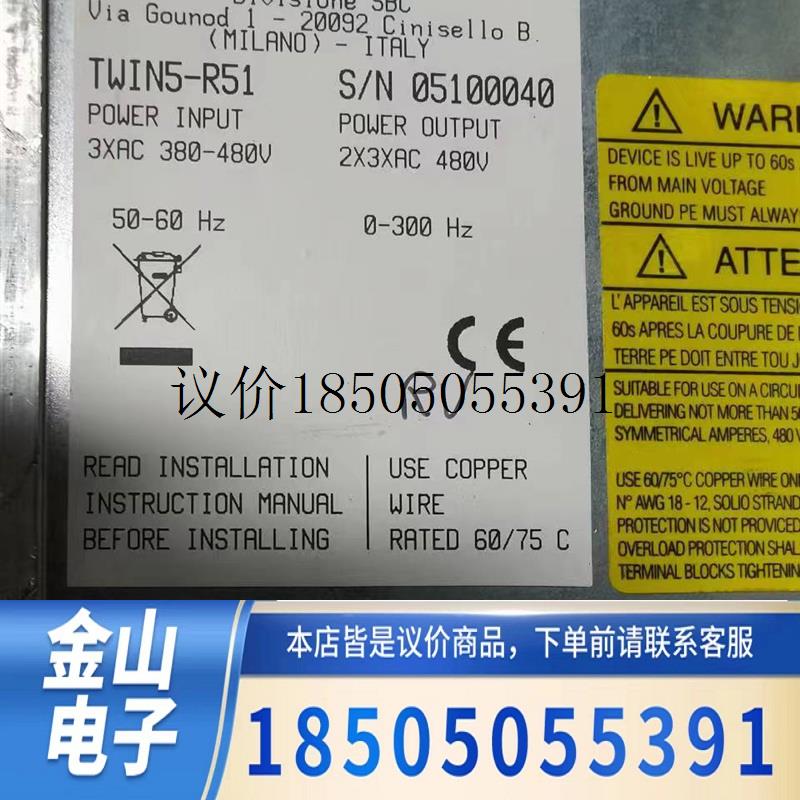 Divisione SBC
Via Gounod 1 - 20092 Cinisello B.
(MILANO) - ITALY
TWIN5-R51
S/N 05100040
POWER INPUT
POWER OUTPUT
3XAC 380-480V
2X3XAC 480V
50-60 Hz
0-300 Hz
CE
议价18505055391
READ INSTALLATION
INSTRUCTION MANUAL
BEFORE INSTALLING
USE COPPER
WIRE
RATED 60/75 C
WAR
DEVICE IS LIVE UP TO 60s
FROM MAIN VOLTAGE
GROUND PE MUST ALWAY
ATTE
L'APPAREIL EST SOUS TENSI
60s APRES LA COUPURE DE
TERRE PE DOIT ENTRE TOU J
SUITABLE FOR USE ON A CIRCU
DELIVERING NOT MORE THAN 5
SYMMETRICAL AMPERES, 480 V
USE 60/75°C COPPER WIRE ON
N° AWG 18 - 12, SOLIO STRAND
PROTECTION IS NOT PROVICED
OVERLOAD PROTECTION SHAL
TERMINAL BLOCKS TIGHTENIN
金山
电子
本店皆是议价商品，下单前请联系客服
18505055391